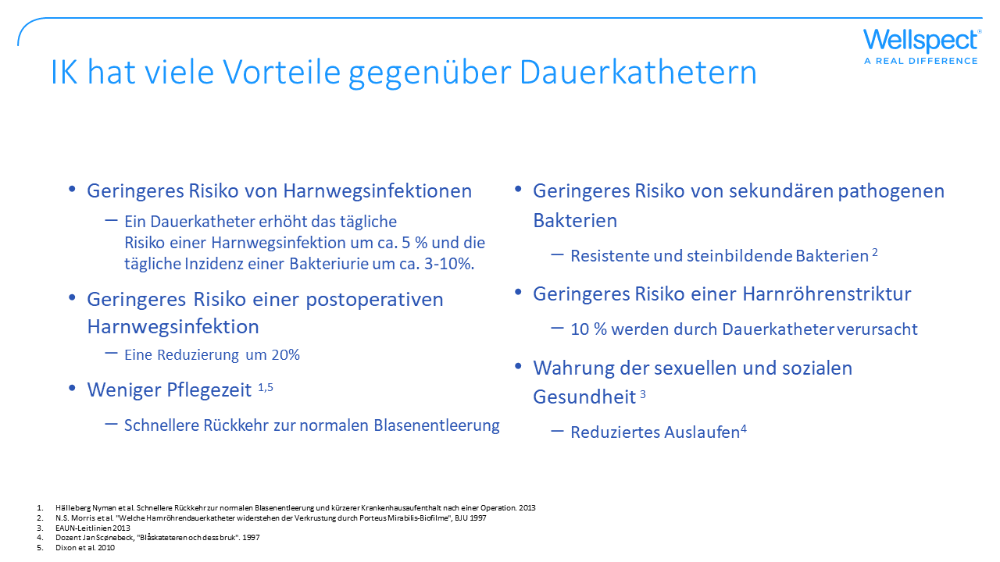 Wellspect®
A REAL DIFFERENCE
IK hat viele Vorteile gegenüber Dauerkathetern
• Geringeres Risiko von Harnwegsinfektionen
– Ein Dauerkatheter erhöht das tägliche
Risiko einer Harnwegsinfektion um ca. 5 % und die
tägliche Inzidenz einer Bakteriurie um ca. 3-10%.
• Geringeres Risiko einer postoperativen
Harnwegsinfektion
– Eine Reduzierung um 20%
• Weniger Pflegezeit 1,5
– Schnellere Rückkehr zur normalen Blasenentleerung
• Geringeres Risiko von sekundären pathogenen
Bakterien
– Resistente und steinbildende Bakterien 2
• Geringeres Risiko einer Harnröhrenstriktur
– 10 % werden durch Dauerkatheter verursacht
• Wahrung der sexuellen und sozialen
Gesundheit 3
– Reduziertes Auslaufen4
1. Hälleberg Nyman et al. Schnellere Rückkehr zur normalen Blasenentleerung und kürzerer Krankenhausaufenthalt nach einer Operation. 2013
2. N.S. Morris et al. "Welche Harnröhrendauerkatheter widerstehen der Verkrustung durch Porteus Mirabilis-Biofilme", BJU 1997
3. EAUN-Leitlinien 2013
4. Dozent Jan Scønebeck, "Blåskateteren och dess bruk". 1997
5. Dixon et al. 2010